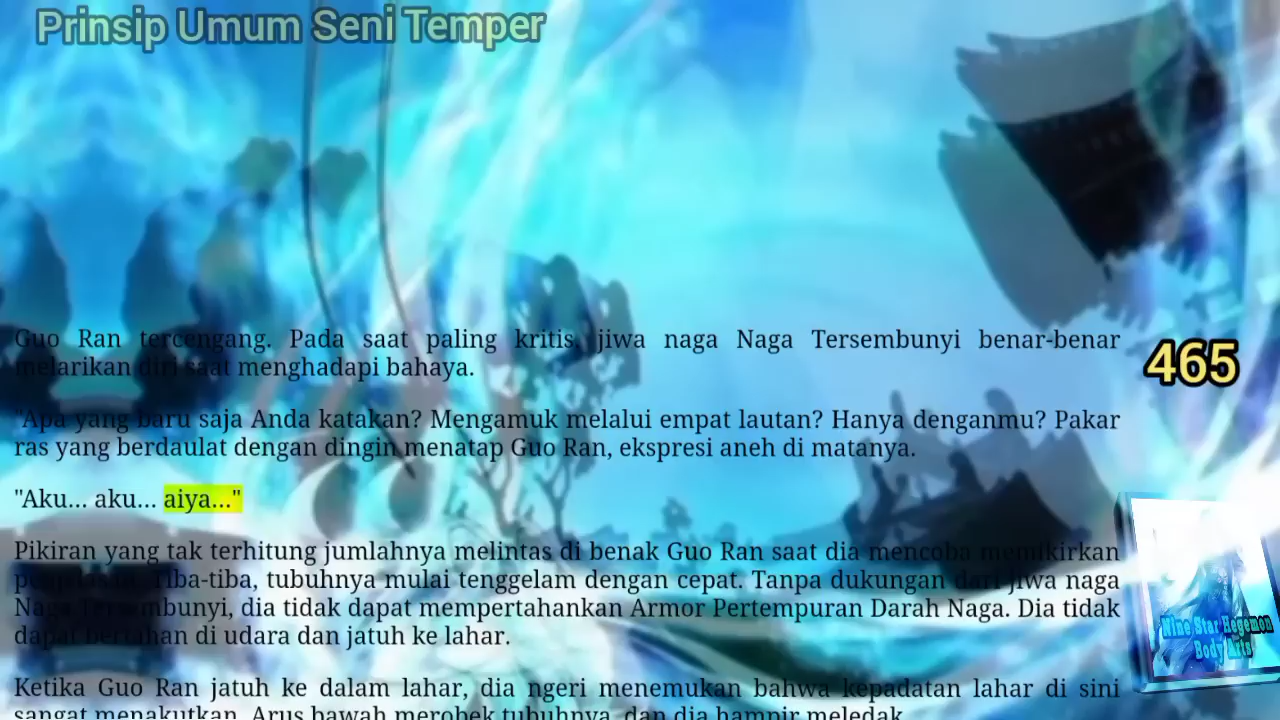 Prinsip Umum Seni Temper
Guo Ran tercengang. Pada saat paling kritis, jiwa naga Naga Tersembunyi benar-benar
melarikan diri saat menghadapi bahaya.
465
"Apa yang baru saja Anda katakan? Mengamuk melalui empat lautan? Hanya denganmu? Pakar
ras yang berdaulat dengan dingin menatap Guo Ran, ekspresi aneh di matanya.
"Aku... aku... aiya..."
Pikiran yang tak terhitung jumlahnya melintas di benak Guo Ran saat dia mencoba memikirkan
Tiba-tiba, tubuhnya mulai tenggelam dengan cepat. Tanpa dukungan dari jiwa naga
Naga Tersembunyi, dia tidak dapat mempertahankan Armor Pertempuran Darah Naga. Dia tidak
dapat bertahan di udara dan jatuh ke lahar.
Nine Star Hegemon
Body Arts
Ketika Guo Ran jatuh ke dalam lahar, dia ngeri menemukan bahwa kepadatan lahar di sini
sangat menakutkan. Arus bawah merobek tubuhnya, dan dia hampir meledak.